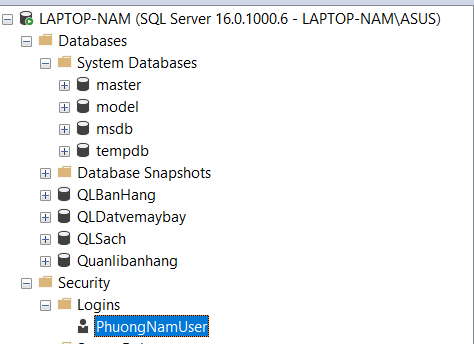 LAPTOP-NAM (SQL Server 16.0.1000.6 - LAPTOP-NAM\ASUS)
Databases
System Databases
master
model
msdb
tempdb
Database Snapshots
QLBanHang
QLDatvemaybay
QLSach
Quanlibanhang
Security
Logins
PhuongNamUser